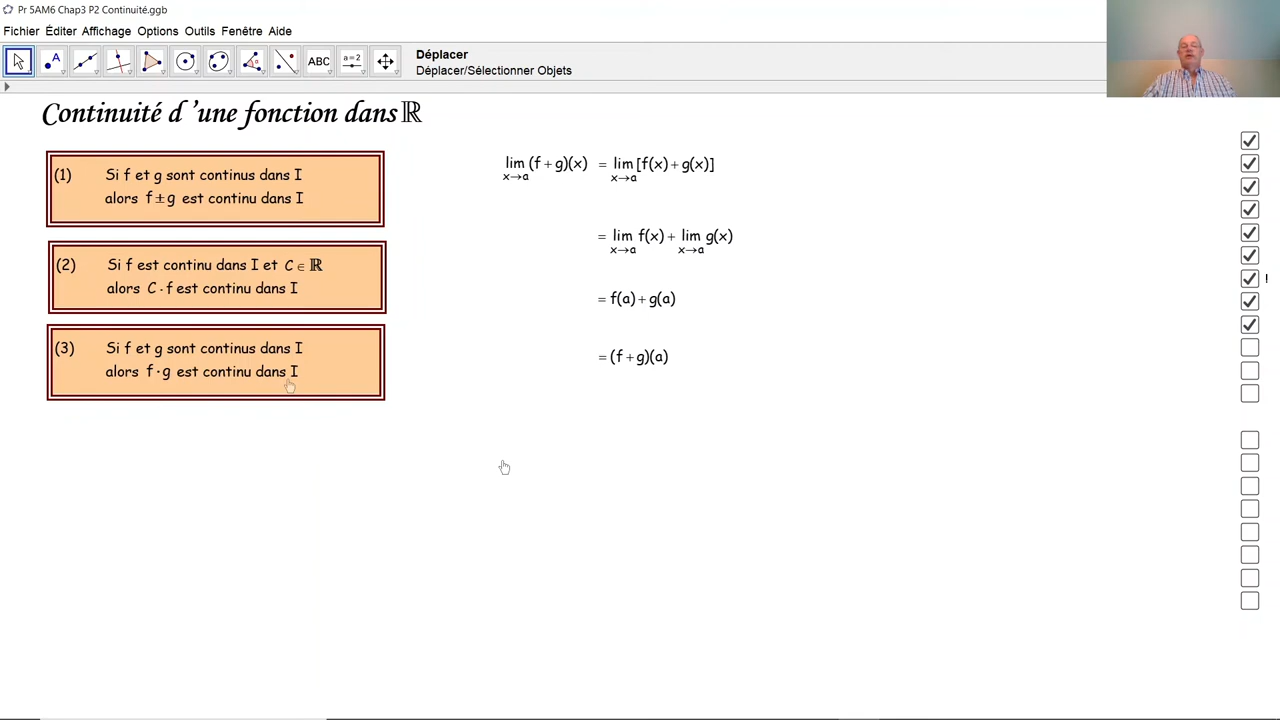 Pr 5AM6 Chap3 P2 Continuité.ggb
Fichier Éditer Affichage Options Outils Fenêtre Aide
A ABC a=2
Déplacer
Déplacer/Sélectionner Objets
Continuité d 'une fonction dans ℝ
(1) Si f et g sont continus dans I
alors f ± g est continu dans I
(2) Si f est continu dans I et C ∈ ℝ
alors C · f est continu dans I
(3) Si f et g sont continus dans I
alors f · g est continu dans I
lim (f + g)(x) = lim [f(x) + g(x)]
x→a x→a
= lim f(x) + lim g(x)
x→a x→a
= f(a) + g(a)
= (f + g)(a)
!